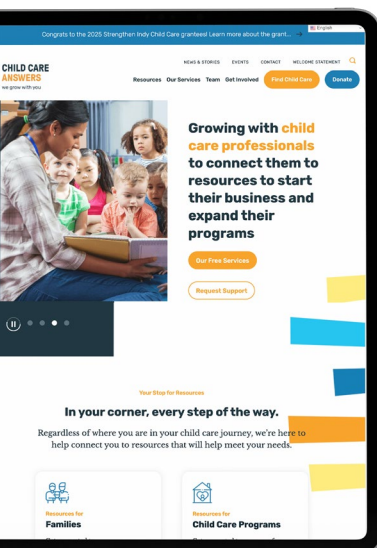 Congrats to the 2025 Strengthen Indy Child Care grantees! Learn more about the grant... →
English
CHILD CARE
ANSWERS
we grow with you
NEWS & STORIES EVENTS CONTACT WELCOME STATEMENT
Resources Our Services Team Get Involved Find Child Care Donate
Growing with child
care professionals
to connect them to
resources to start
their business and
expand their
programs
Our Free Services
Request Support
Your Stop for Resources
In your corner, every step of the way.
Regardless of where you are in your child care journey, we're here to
help connect you to resources that will help meet your needs.
Resources for
Families
Resources for
Child Care Programs